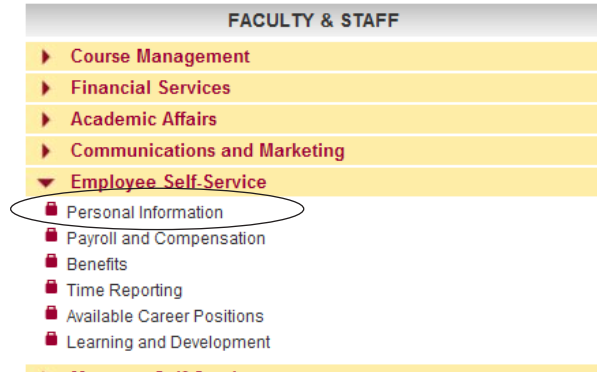 FACULTY & STAFF
Course Management
Financial Services
Academic Affairs
Communications and Marketing
Employee Self-Service
Personal Information
Payroll and Compensation
Benefits
Time Reporting
Available Career Positions
Learning and Development